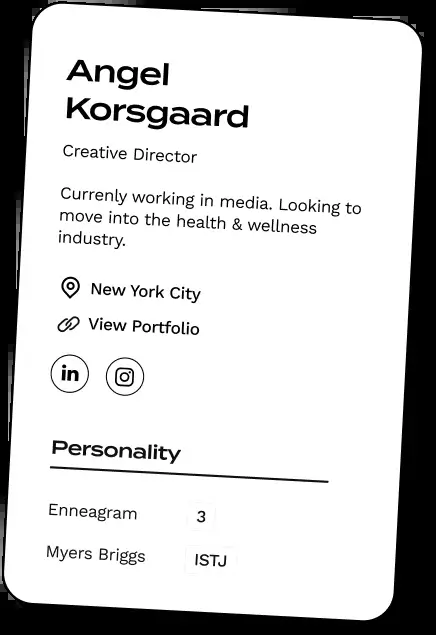 Angel
Korsgaard
Creative Director
Currenly working in media. Looking to
move into the health & wellness
industry.
New York City
View Portfolio
in
Personality
Enneagram 3
Myers Briggs ISTJ